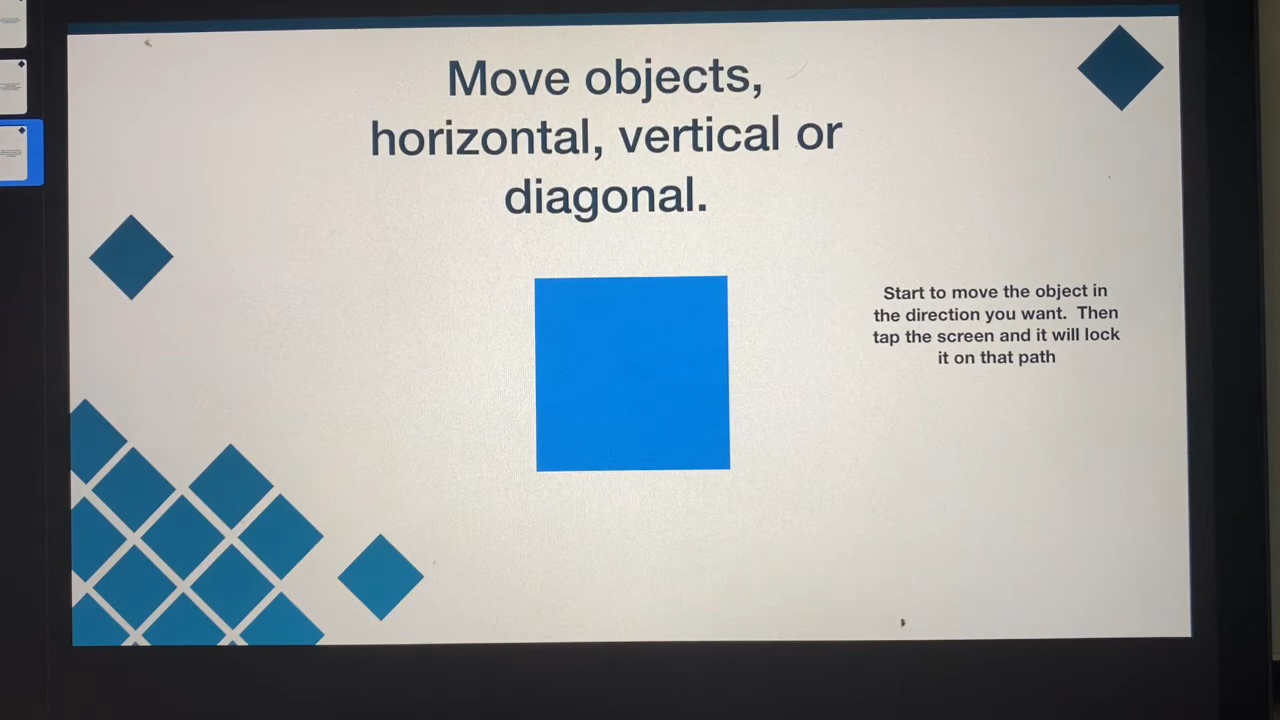 Move objects,
horizontal, vertical or
diagonal.
Start to move the object in
the direction you want.  Then
tap the screen and it will lock
it on that path